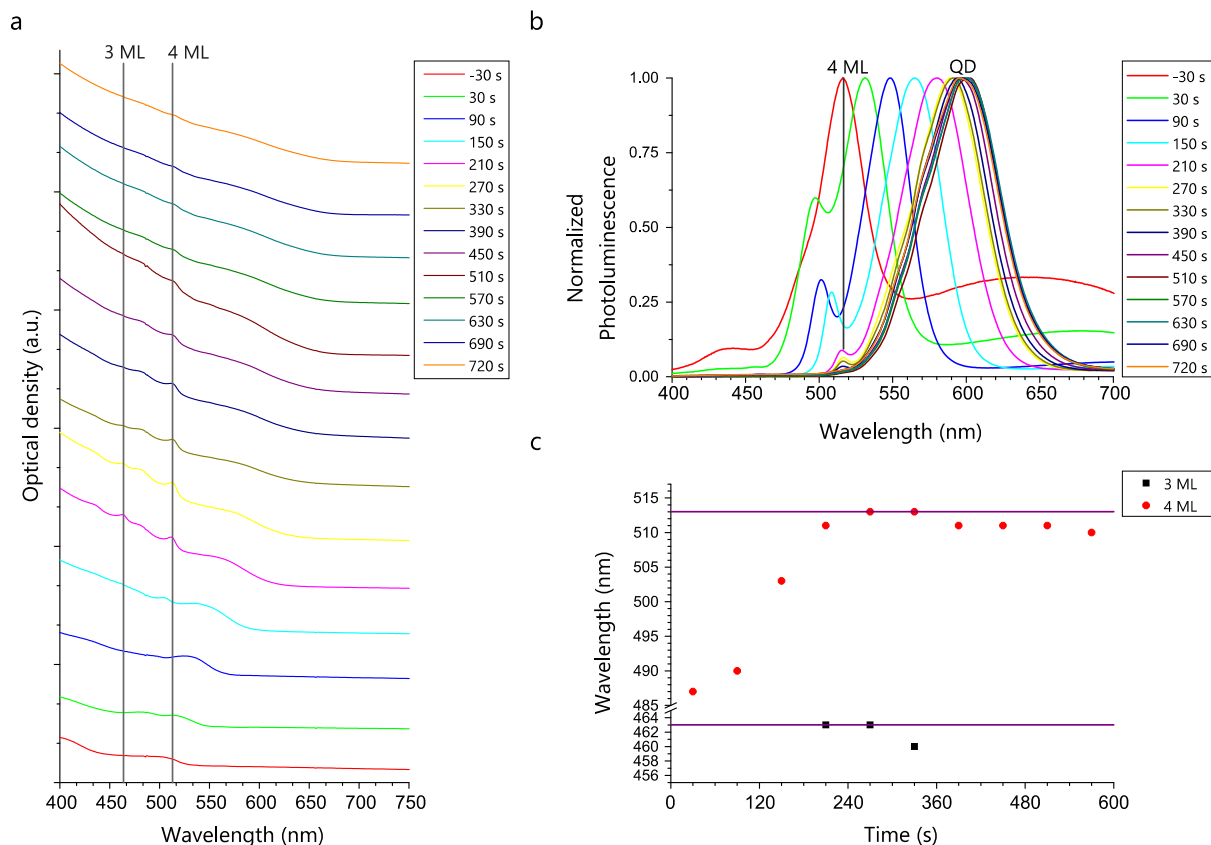 a
3 ML 4 ML
-30 s
30 s
90 s
150 s
210 s
270 s
330 s
390 s
450 s
510 s
570 s
630 s
690 s
720 s
Optical density (a.u.)
400 450 500 550 600 650 700 750
Wavelength (nm)
b
4 ML QD
1.00
0.75
0.50
0.25
0.00
Normalized
Photoluminescence
400 450 500 550 600 650 700
Wavelength (nm)
-30 s
30 s
90 s
150 s
210 s
270 s
330 s
390 s
450 s
510 s
570 s
630 s
690 s
720 s
c
3 ML
4 ML
515
510
505
500
495
490
485
464
462
460
458
456
Wavelength (nm)
0 120 240 360 480 600
Time (s)